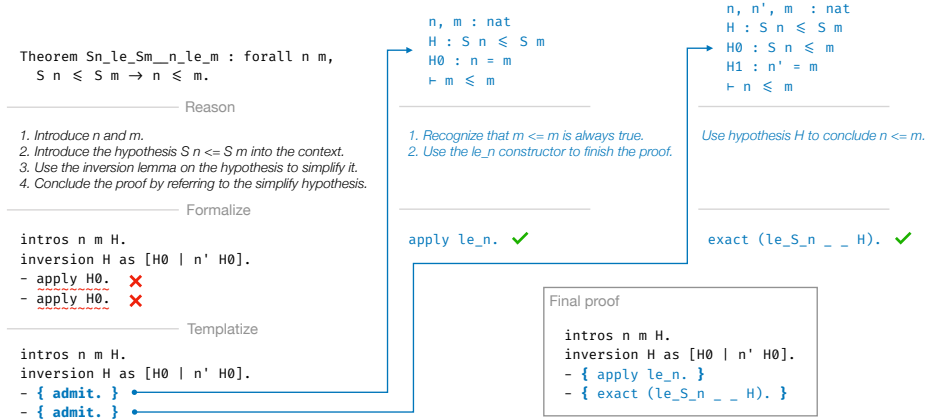 Theorem Sn_le_Sm__n_le_m : forall n m,
S n ⩽ S m → n ⩽ m.
Reason
1. Introduce n and m.
2. Introduce the hypothesis S n <= S m into the context.
3. Use the inversion lemma on the hypothesis to simplify it.
4. Conclude the proof by referring to the simplify hypothesis.
Formalize
intros n m H.
inversion H as [H0 | n' H0].
- apply H0. ✗
- apply H0. ✗
Templatize
intros n m H.
inversion H as [H0 | n' H0].
- { admit. }
- { admit. }
n, m : nat
H : S n ⩽ S m
H0 : n = m
⊢ m ⩽ m
1. Recognize that m <= m is always true.
2. Use the le_n constructor to finish the proof.
apply le_n. ✓
n, n', m : nat
H : S n ⩽ S m
H0 : S n ⩽ m
H1 : n' = m
⊢ n ⩽ m
Use hypothesis H to conclude n <= m.
exact (le_S_n _ _ H). ✓
Final proof
intros n m H.
inversion H as [H0 | n' H0].
- { apply le_n. }
- { exact (le_S_n _ _ H). }